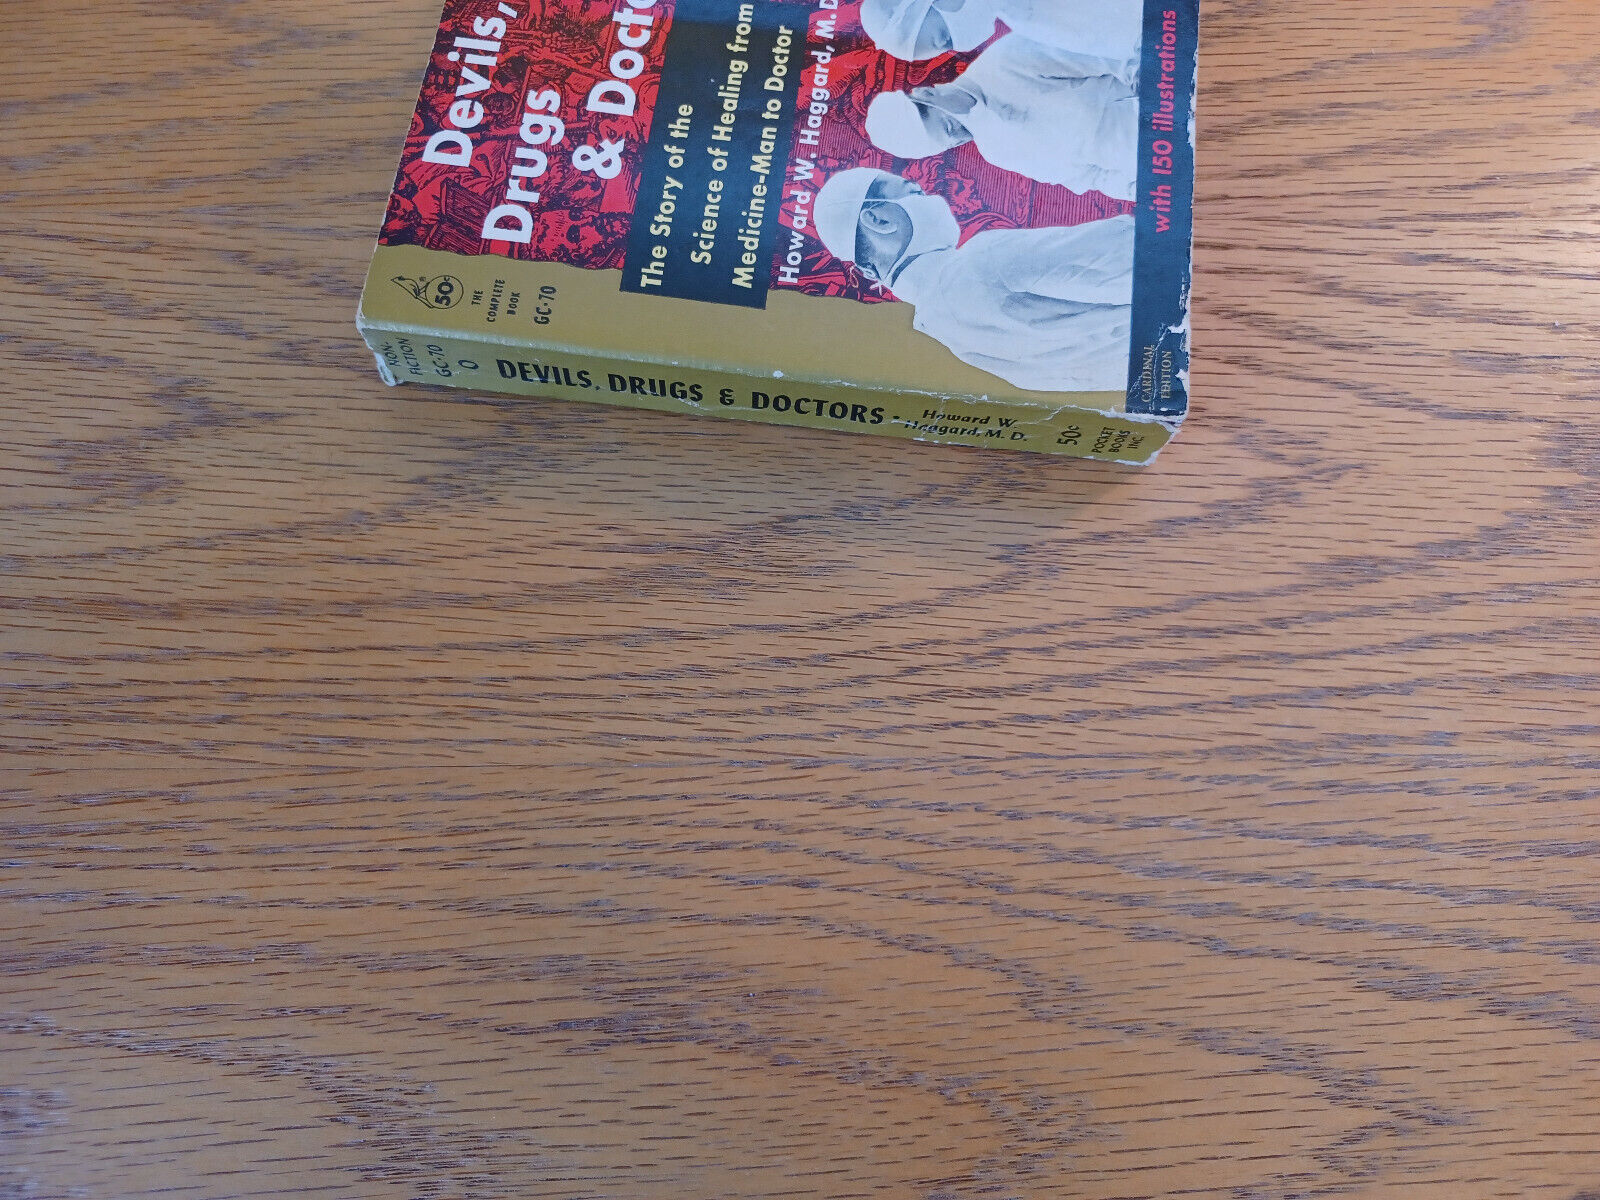 Devils,
Drugs
& Docto
The Story of the
Science of Healing from
Medicine-Man to Doctor
Howard W. Haggard, M.D
with 150 illustrations
CARDINAL
EDITION
50¢
THE
COMPLETE
BOOK
GC·70
NON-
FICTION
GC·70
O
DEVILS, DRUGS & DOCTORS · Howard W.
Haggard, M. D.
50¢
POCKET
BOOKS
INC.